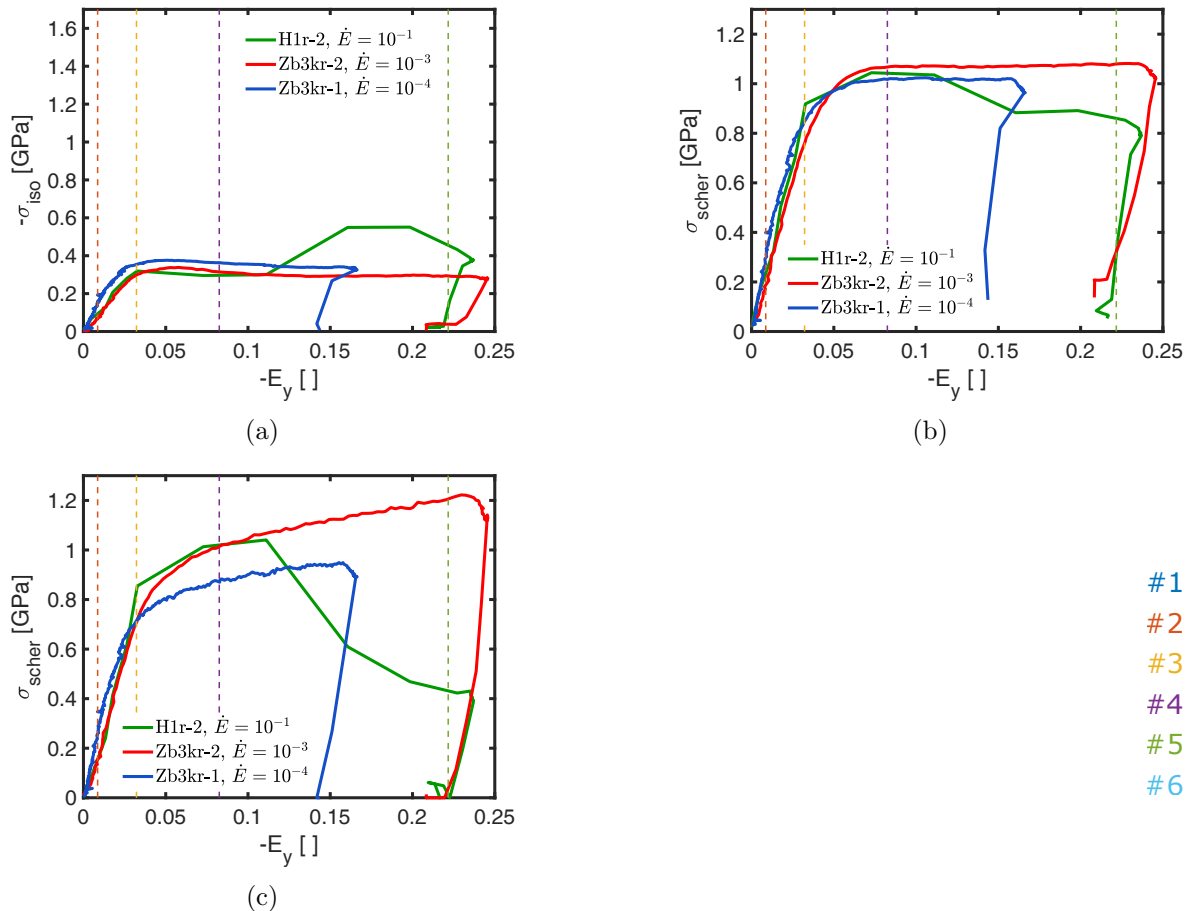 1.6
1.4
1.2
1
0.8
0.6
0.4
0.2
0
-σ_iso [GPa]
H1r-2, Ė = 10⁻¹
Zb3kr-2, Ė = 10⁻³
Zb3kr-1, Ė = 10⁻⁴
0 0.05 0.1 0.15 0.2 0.25
-E_y [ ]
(a)
1.2
1
0.8
0.6
0.4
0.2
0
σ_scher [GPa]
H1r-2, Ė = 10⁻¹
Zb3kr-2, Ė = 10⁻³
Zb3kr-1, Ė = 10⁻⁴
0 0.05 0.1 0.15 0.2 0.25
-E_y [ ]
(b)
1.2
1
0.8
0.6
0.4
0.2
0
σ_scher [GPa]
H1r-2, Ė = 10⁻¹
Zb3kr-2, Ė = 10⁻³
Zb3kr-1, Ė = 10⁻⁴
0 0.05 0.1 0.15 0.2 0.25
-E_y [ ]
(c)
#1
#2
#3
#4
#5
#6